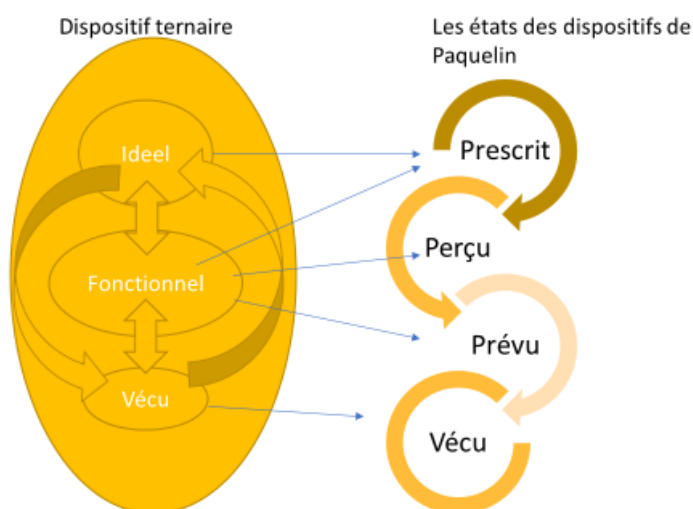 Dispositif ternaire
Les états des dispositifs de
Paquelin
Ideel
Fonctionnel
Vécu
Prescrit
Perçu
Prévu
Vécu